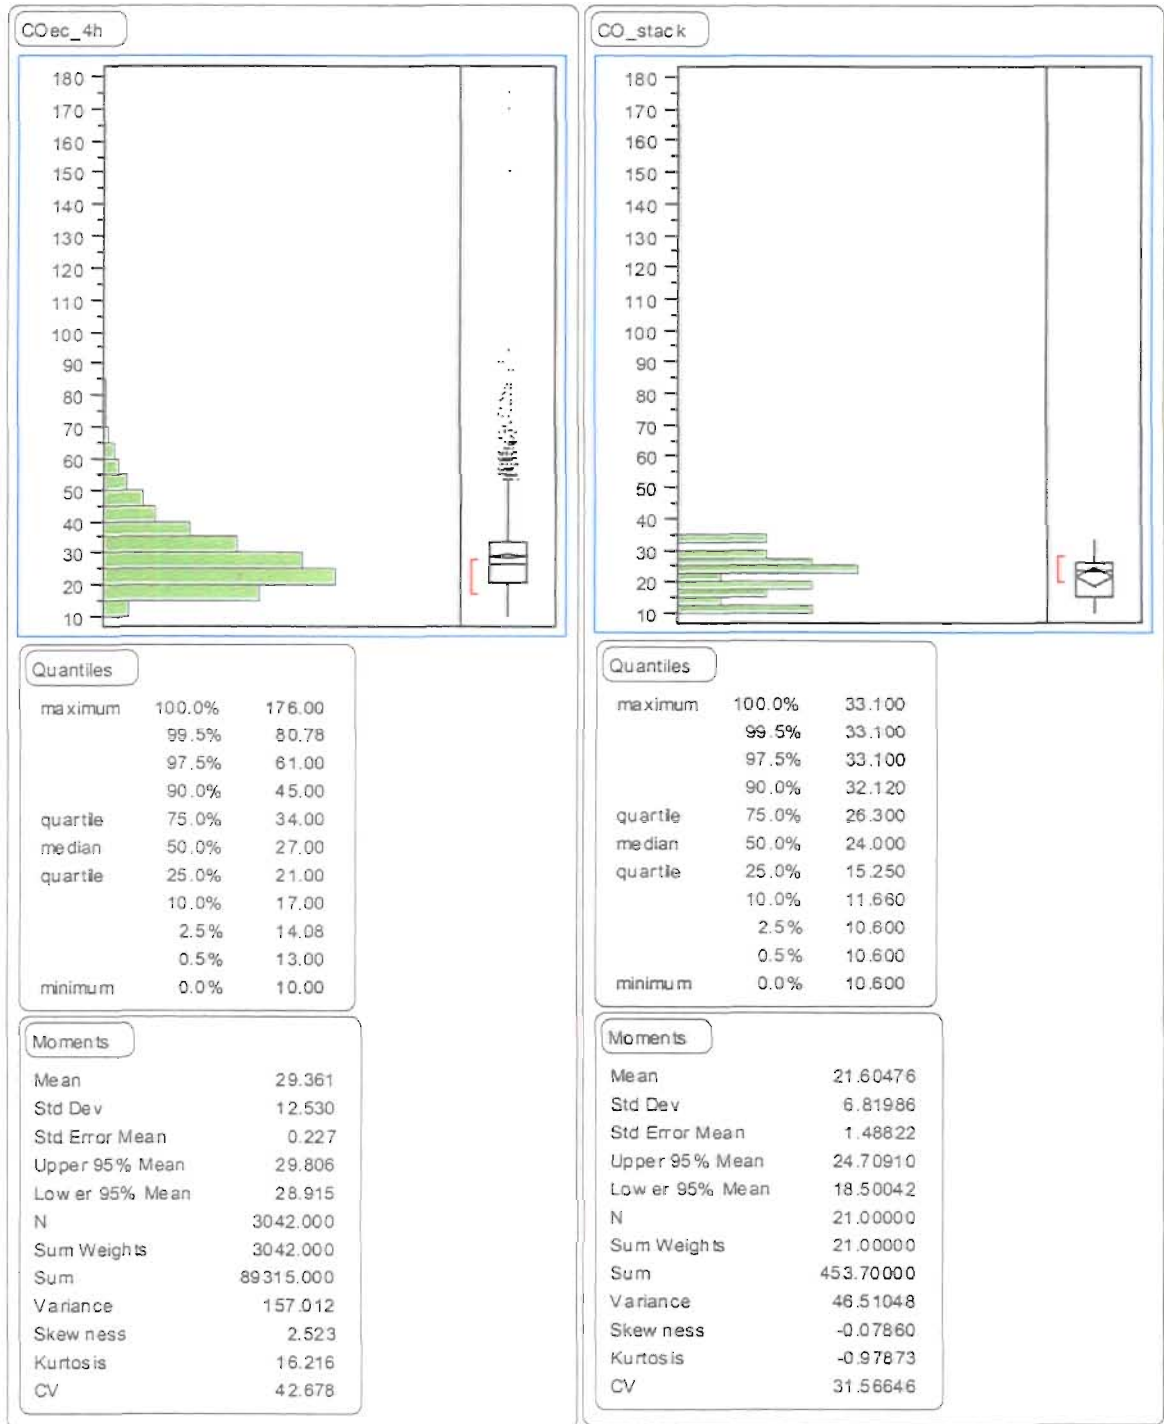 COec_4h
180
170
160
150
140
130
120
110
100
90
80
70
60
50
40
30
20
10
Quantiles
maximum 100.0% 176.00
99.5% 80.78
97.5% 61.00
90.0% 45.00
quartile 75.0% 34.00
median 50.0% 27.00
quartile 25.0% 21.00
10.0% 17.00
2.5% 14.08
0.5% 13.00
minimum 0.0% 10.00
Moments
Mean 29.361
Std Dev 12.530
Std Error Mean 0.227
Upper 95% Mean 29.806
Lower 95% Mean 28.915
N 3042.000
Sum Weights 3042.000
Sum 89315.000
Variance 157.012
Skewness 2.523
Kurtosis 16.216
CV 42.678
CO_stack
180
170
160
150
140
130
120
110
100
90
80
70
60
50
40
30
20
10
Quantiles
maximum 100.0% 33.100
99.5% 33.100
97.5% 33.100
90.0% 32.120
quartile 75.0% 26.300
median 50.0% 24.000
quartile 25.0% 15.250
10.0% 11.660
2.5% 10.600
0.5% 10.600
minimum 0.0% 10.600
Moments
Mean 21.60476
Std Dev 6.81986
Std Error Mean 1.48822
Upper 95% Mean 24.70910
Lower 95% Mean 18.50042
N 21.00000
Sum Weights 21.00000
Sum 453.70000
Variance 46.51048
Skewness -0.07860
Kurtosis -0.97873
CV 31.56646